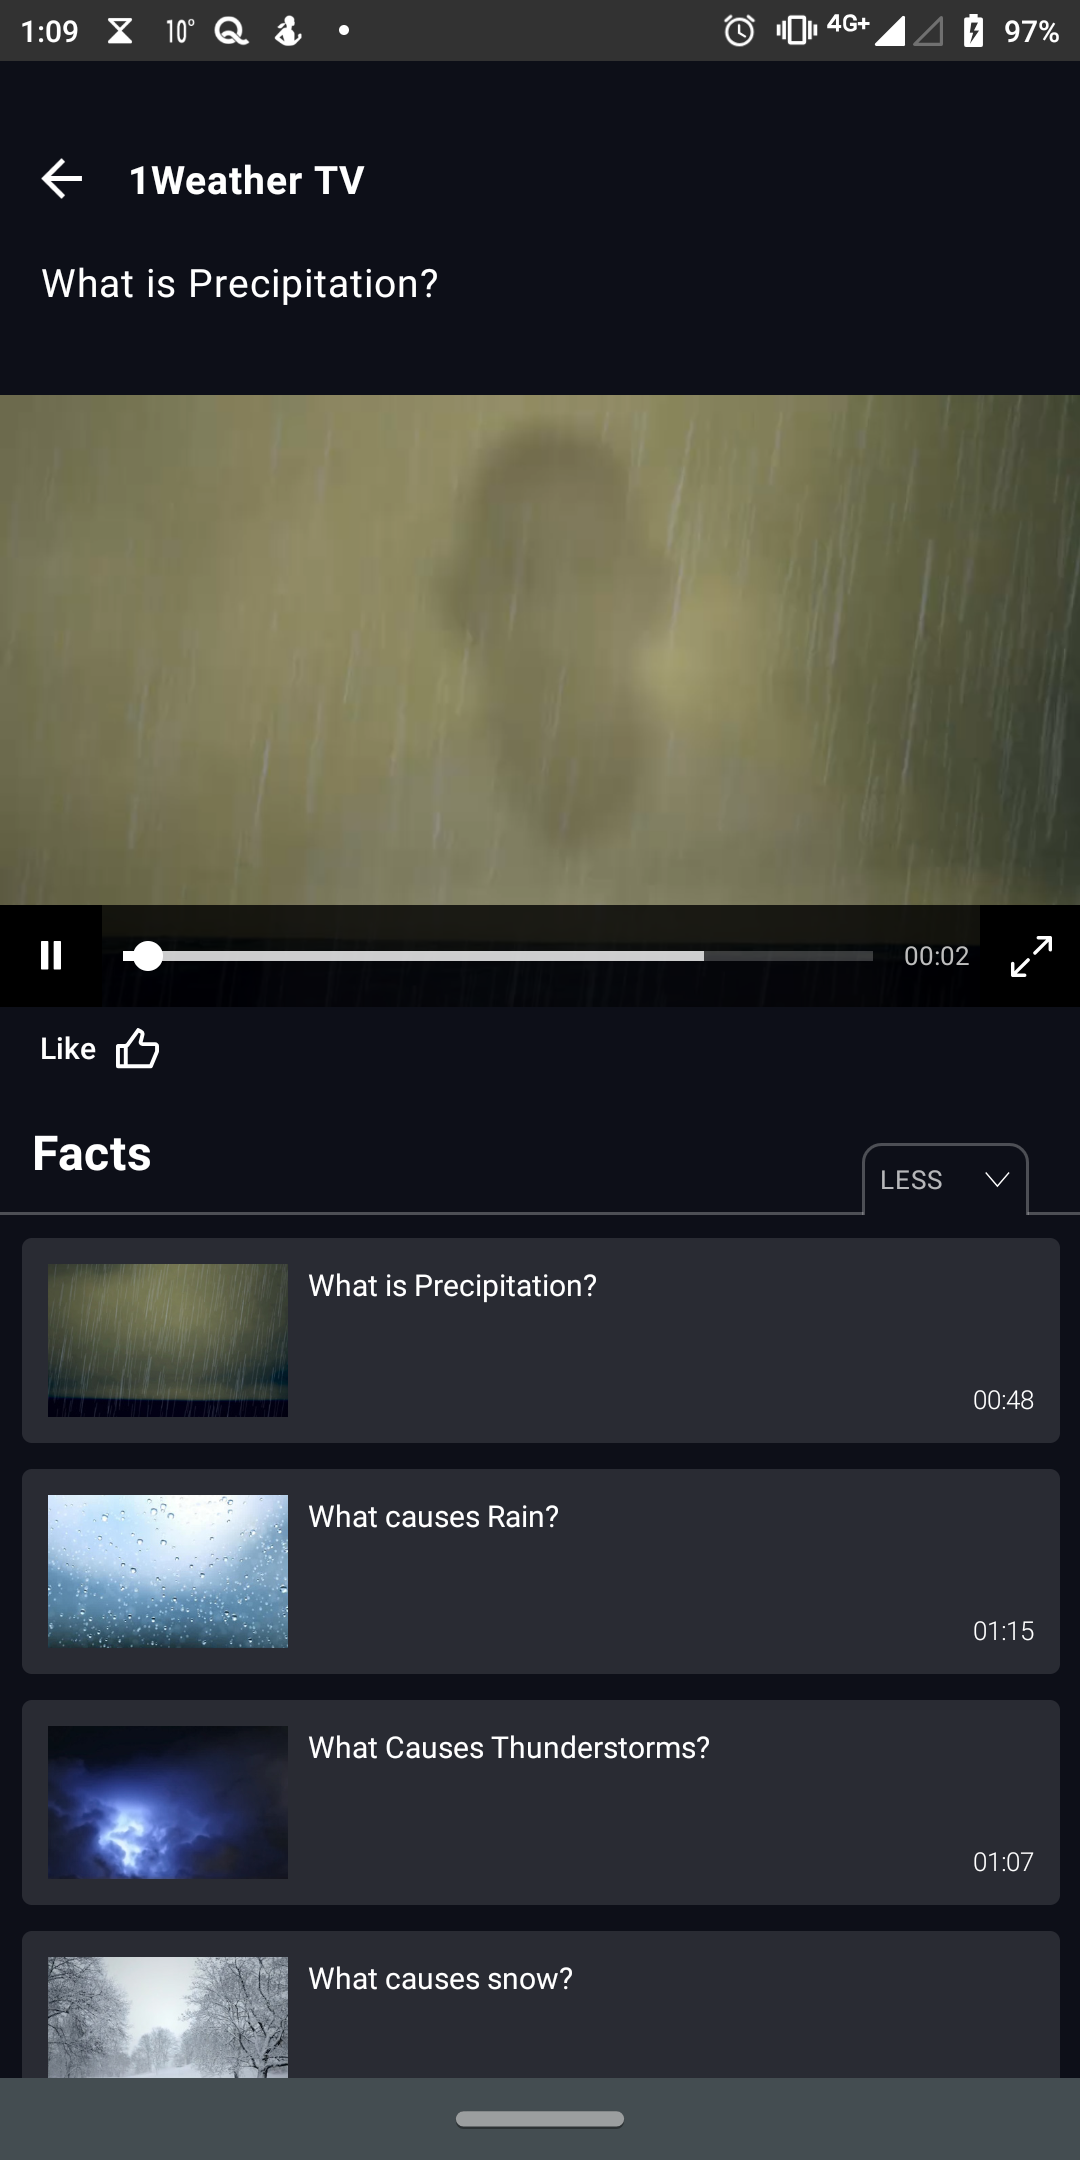 1:09 10° 4G+ 97%
1Weather TV
What is Precipitation?
00:02
Like
Facts
LESS
What is Precipitation?
00:48
What causes Rain?
01:15
What Causes Thunderstorms?
01:07
What causes snow?